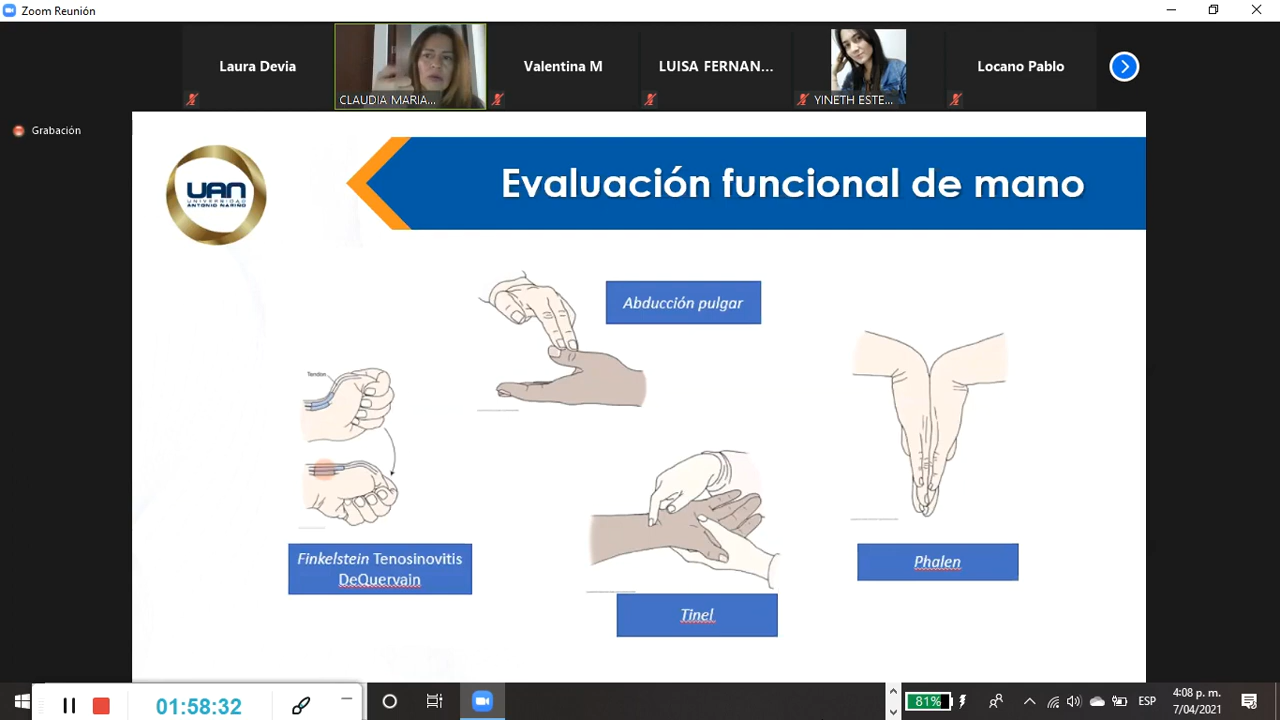 Zoom Reunión
Laura Devia
CLAUDIA MARIA...
Valentina M
LUISA FERNAN...
YINETH ESTE...
Locano Pablo
Grabación
UAN
UNIVERSIDAD
ANTONIO NARIÑO
Evaluación funcional de mano
Abducción pulgar
Tendon
Finkelstein Tenosinovitis
DeQuervain
Tinel
Phalen
01:58:32
81%
ESP
4:08 p. m.
7/04/2021